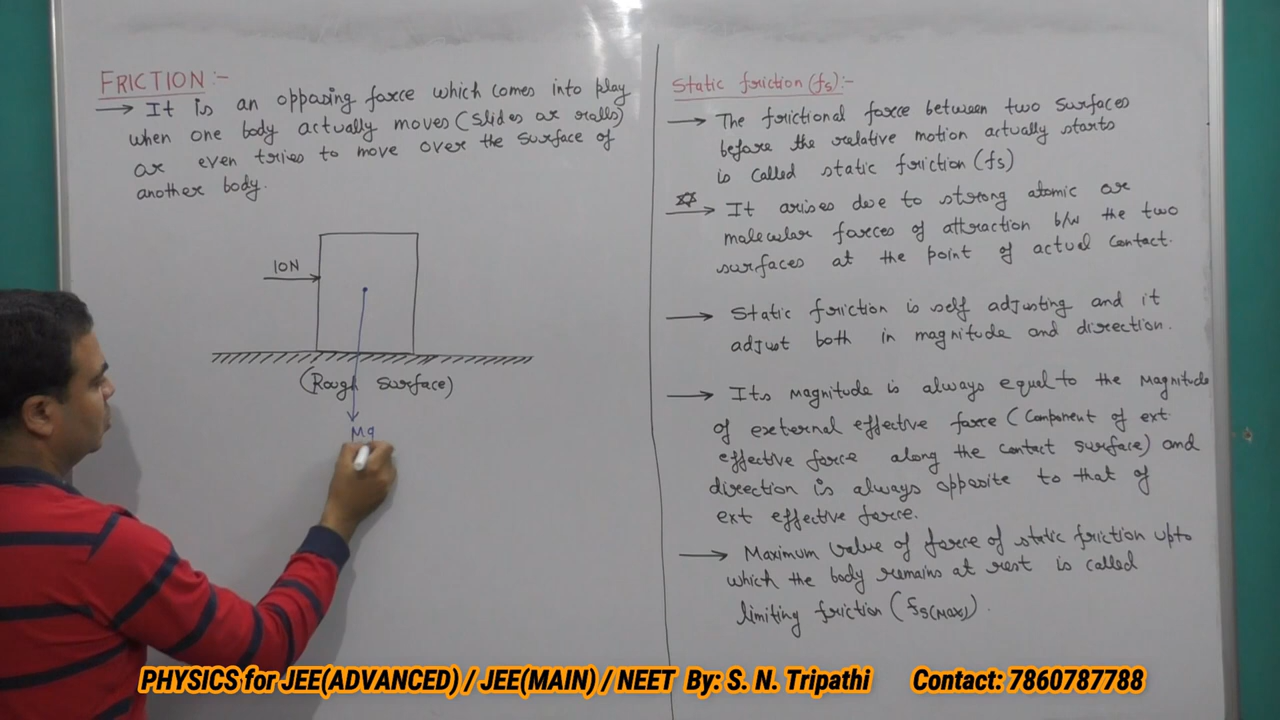 FRICTION :-
→ It is an opposing force which comes into play
when one body actually moves (slides or rolls)
or even tries to move over the surface of
another body.
10N
(Rough surface)
Mg
Static friction (fs):-
→ The frictional force between two surfaces
before the relative motion actually starts
is called static friction (fs)
→ It arises due to strong atomic or
molecular forces of attraction b/w the two
surfaces at the point of actual contact.
→ Static friction is self adjusting and it
adjust both in magnitude and direction.
→ Its magnitude is always equal to the magnitude
of external effective force (component of ext
effective force along the contact surface) and
direction is always opposite to that of
ext effective force.
→ Maximum value of force of static friction upto
which the body remains at rest is called
limiting friction (fs(max)).
PHYSICS for JEE(ADVANCED) / JEE(MAIN) / NEET By: S. N. Tripathi Contact: 7860787788